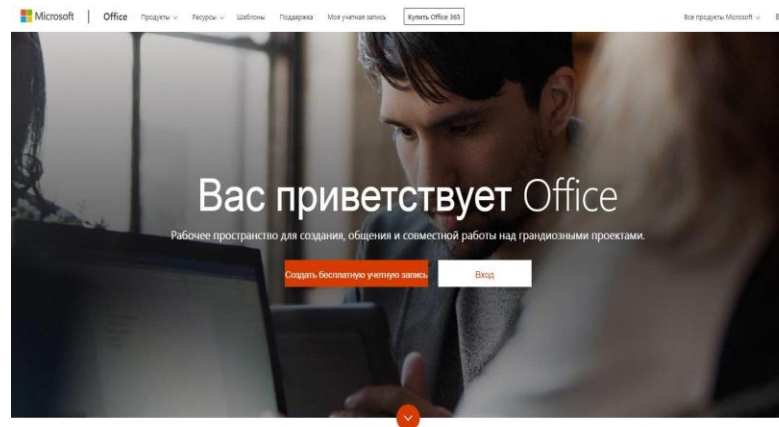 Microsoft | Office Продукты Ресурсы Шаблоны Поддержка Моя учетная запись Купить Office 365 Все продукты Microsoft
Вас приветствует Office
Рабочее пространство для создания, общения и совместной работы над грандиозными проектами.
Создать бесплатную учетную запись Вход